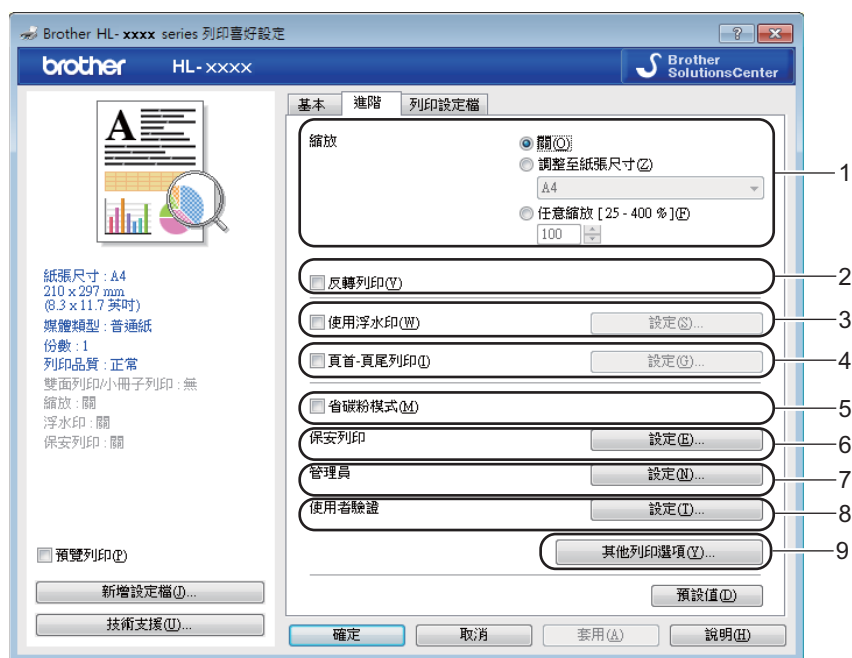 Brother HL- xxxx series 列印喜好設定
brother HL- xxxx
Brother
SolutionsCenter
基本 進階 列印設定檔
縮放
關(O)
調整至紙張尺寸(Z)
A4
任意縮放 [ 25 - 400 % ](F)
100
1
反轉列印(Y)
2
使用浮水印(W) 設定(S)...
3
頁首-頁尾列印(I) 設定(G)...
4
省碳粉模式(M)
5
保安列印 設定(E)...
6
管理員 設定(N)...
7
使用者驗證 設定(T)...
8
其他列印選項(Y)...
9
預設值(D)
A
紙張尺寸 : A4
210 x 297 mm
(8.3 x 11.7 英吋)
媒體類型 : 普通紙
份數 : 1
列印品質 : 正常
雙面列印/小冊子列印 : 無
縮放 : 關
浮水印 : 關
保安列印 : 關
預覽列印(P)
新增設定檔(J)...
技術支援(U)...
確定 取消 套用(A) 說明(H)